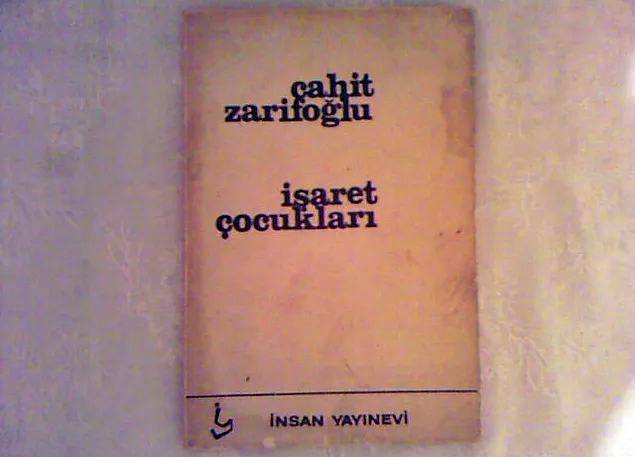 cahit
zarifoğlu
işaret
çocukları
İNSAN YAYINEVİ